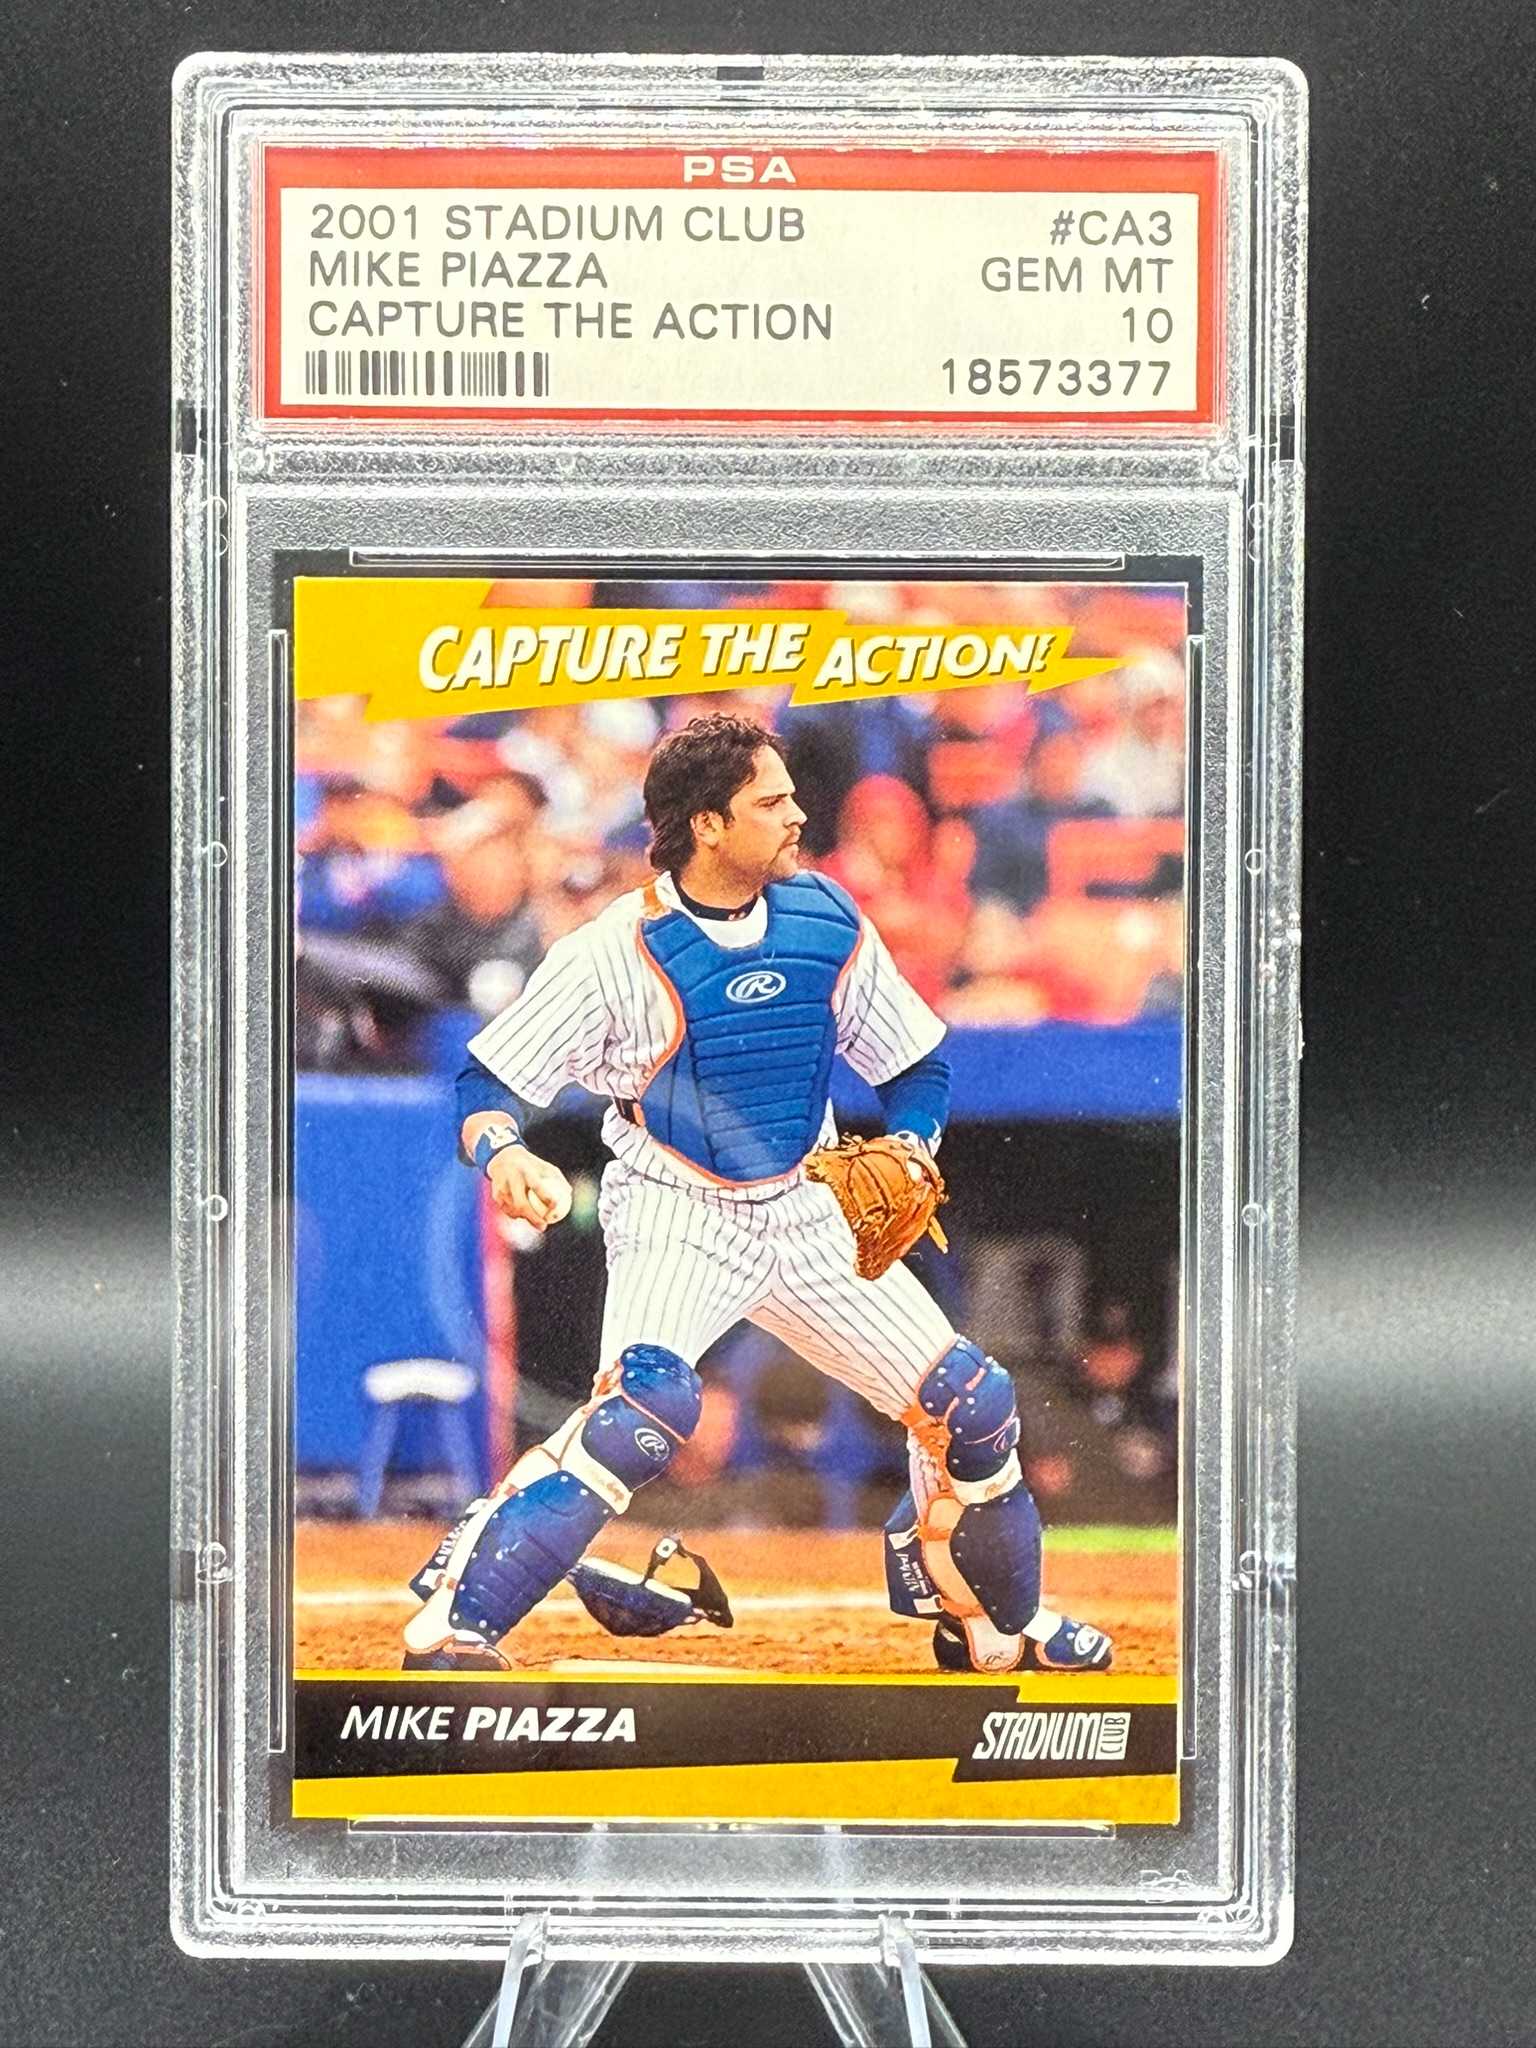 PSA
2001 STADIUM CLUB #CA3
MIKE PIAZZA GEM MT
CAPTURE THE ACTION 10
18573377
CAPTURE THE ACTION!
R
R
MIKE PIAZZA
STADIUM CLUB